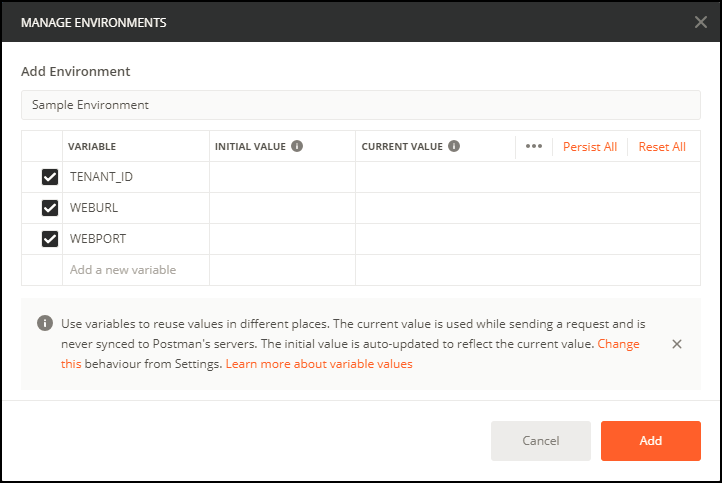 MANAGE ENVIRONMENTS
Add Environment
Sample Environment
VARIABLE INITIAL VALUE CURRENT VALUE Persist All Reset All
TENANT_ID
WEBURL
WEBPORT
Add a new variable
Use variables to reuse values in different places. The current value is used while sending a request and is
never synced to Postman's servers. The initial value is auto-updated to reflect the current value. Change
this behaviour from Settings. Learn more about variable values
Cancel Add